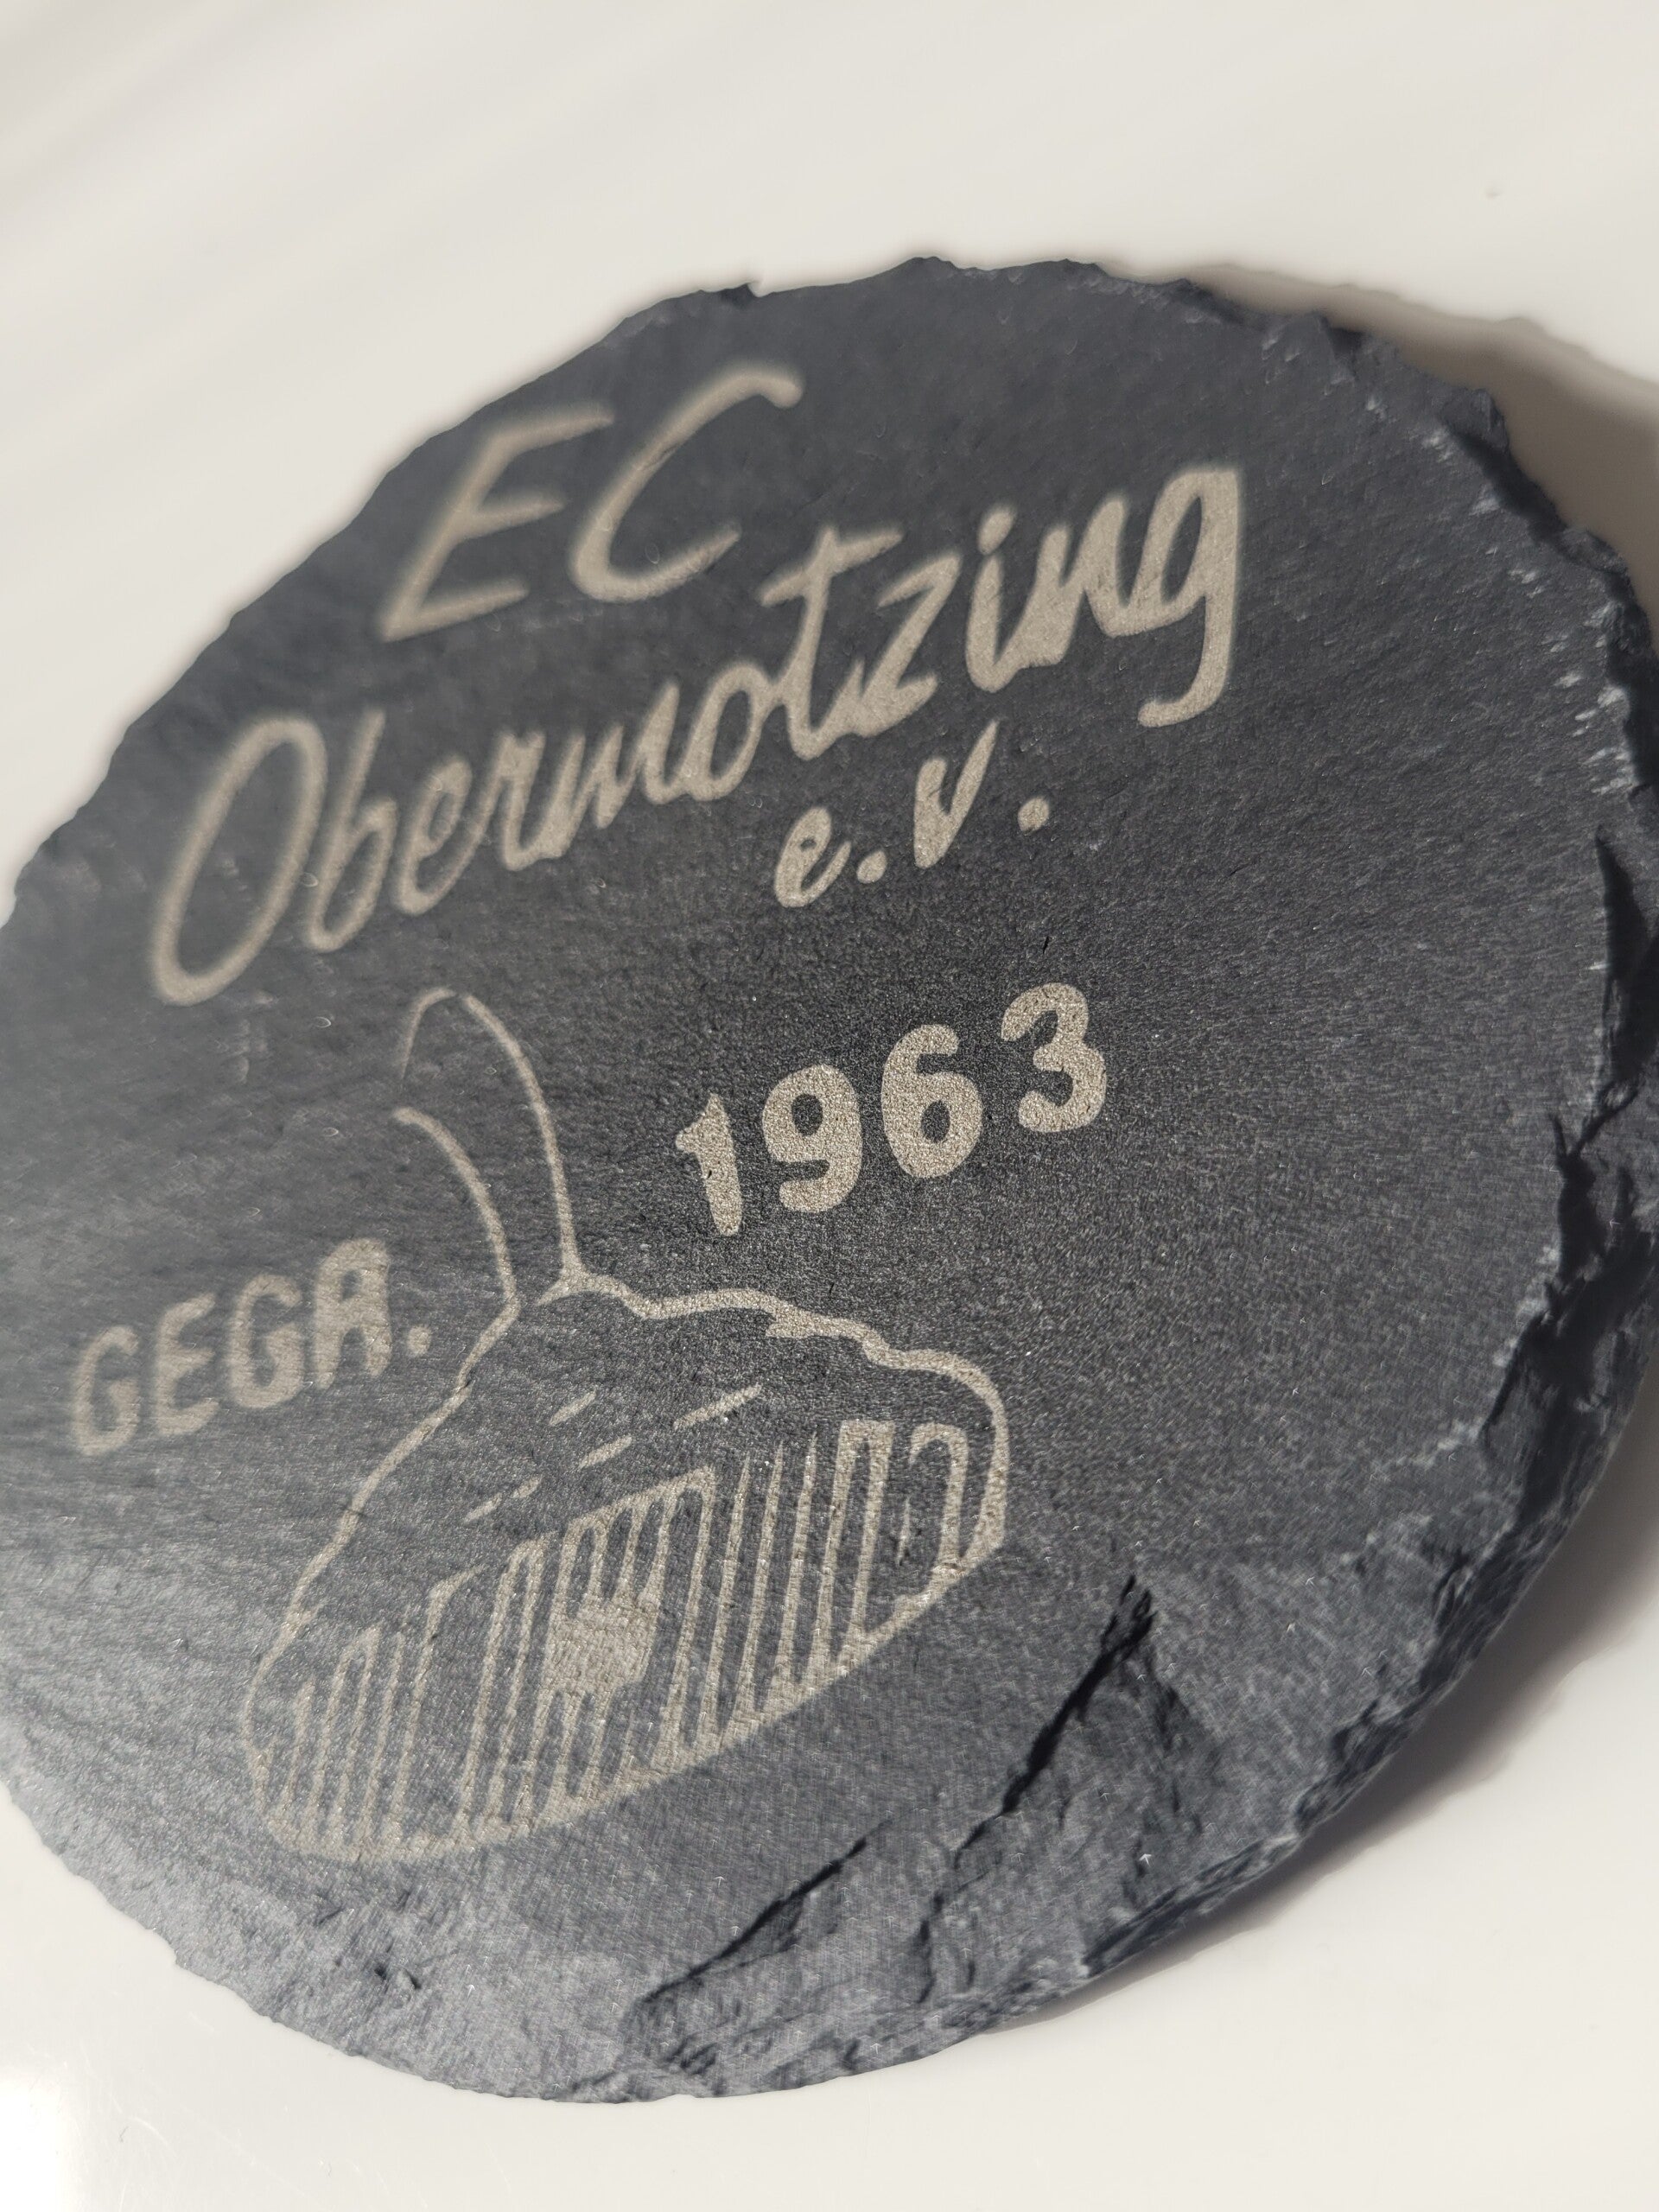 EC
Obermotzing
e.V.
GEGR. 1963